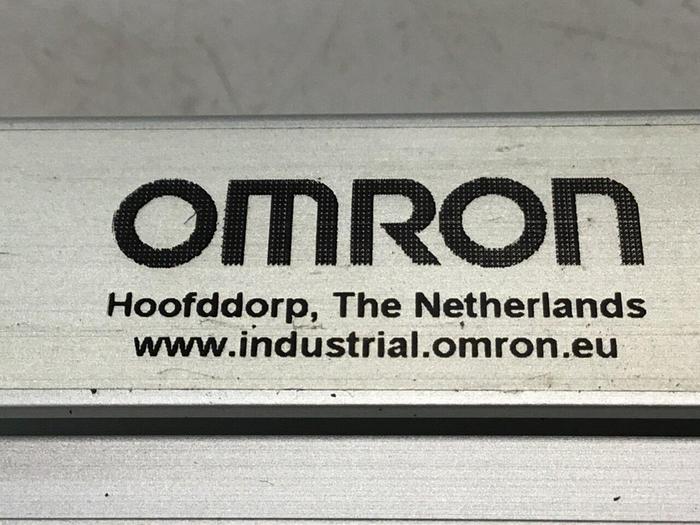 OMRON
Hoofddorp, The Netherlands
www.industrial.omron.eu